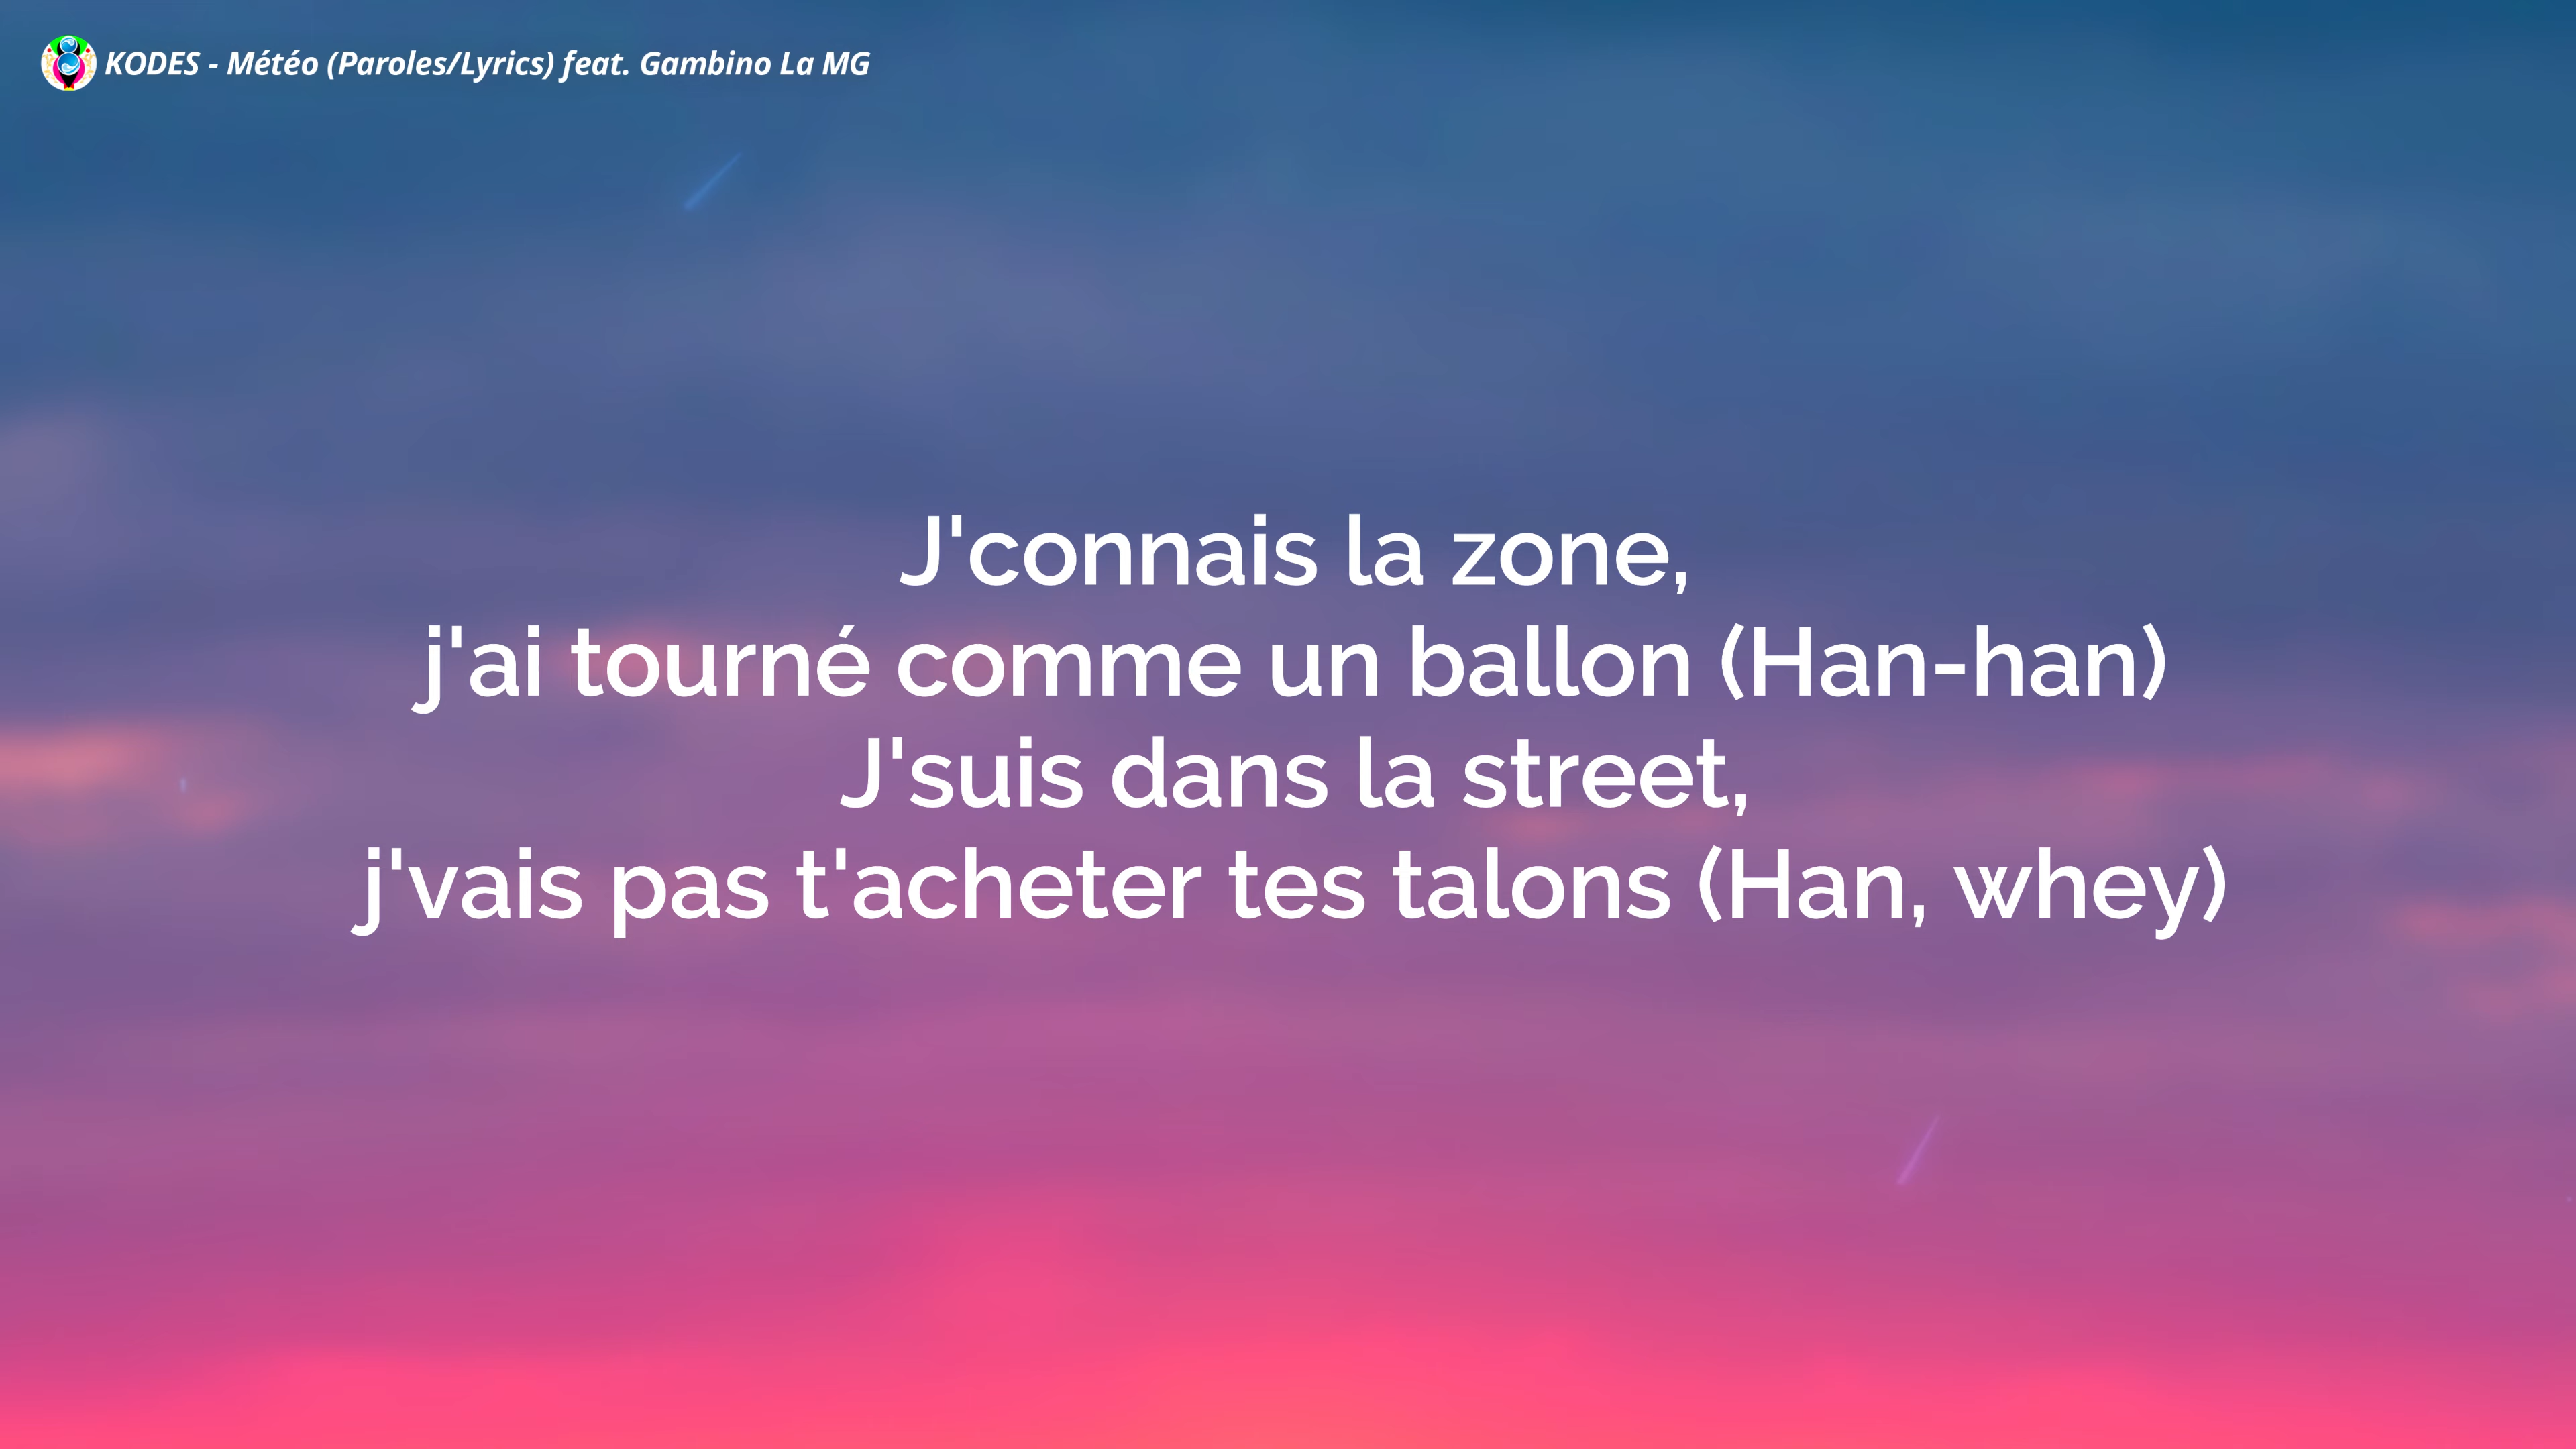 KODES - Météo (Paroles/Lyrics) feat. Gambino La MG
J'connais la zone,
j'ai tourné comme un ballon (Han-han)
J'suis dans la street,
j'vais pas t'acheter tes talons (Han, whey)